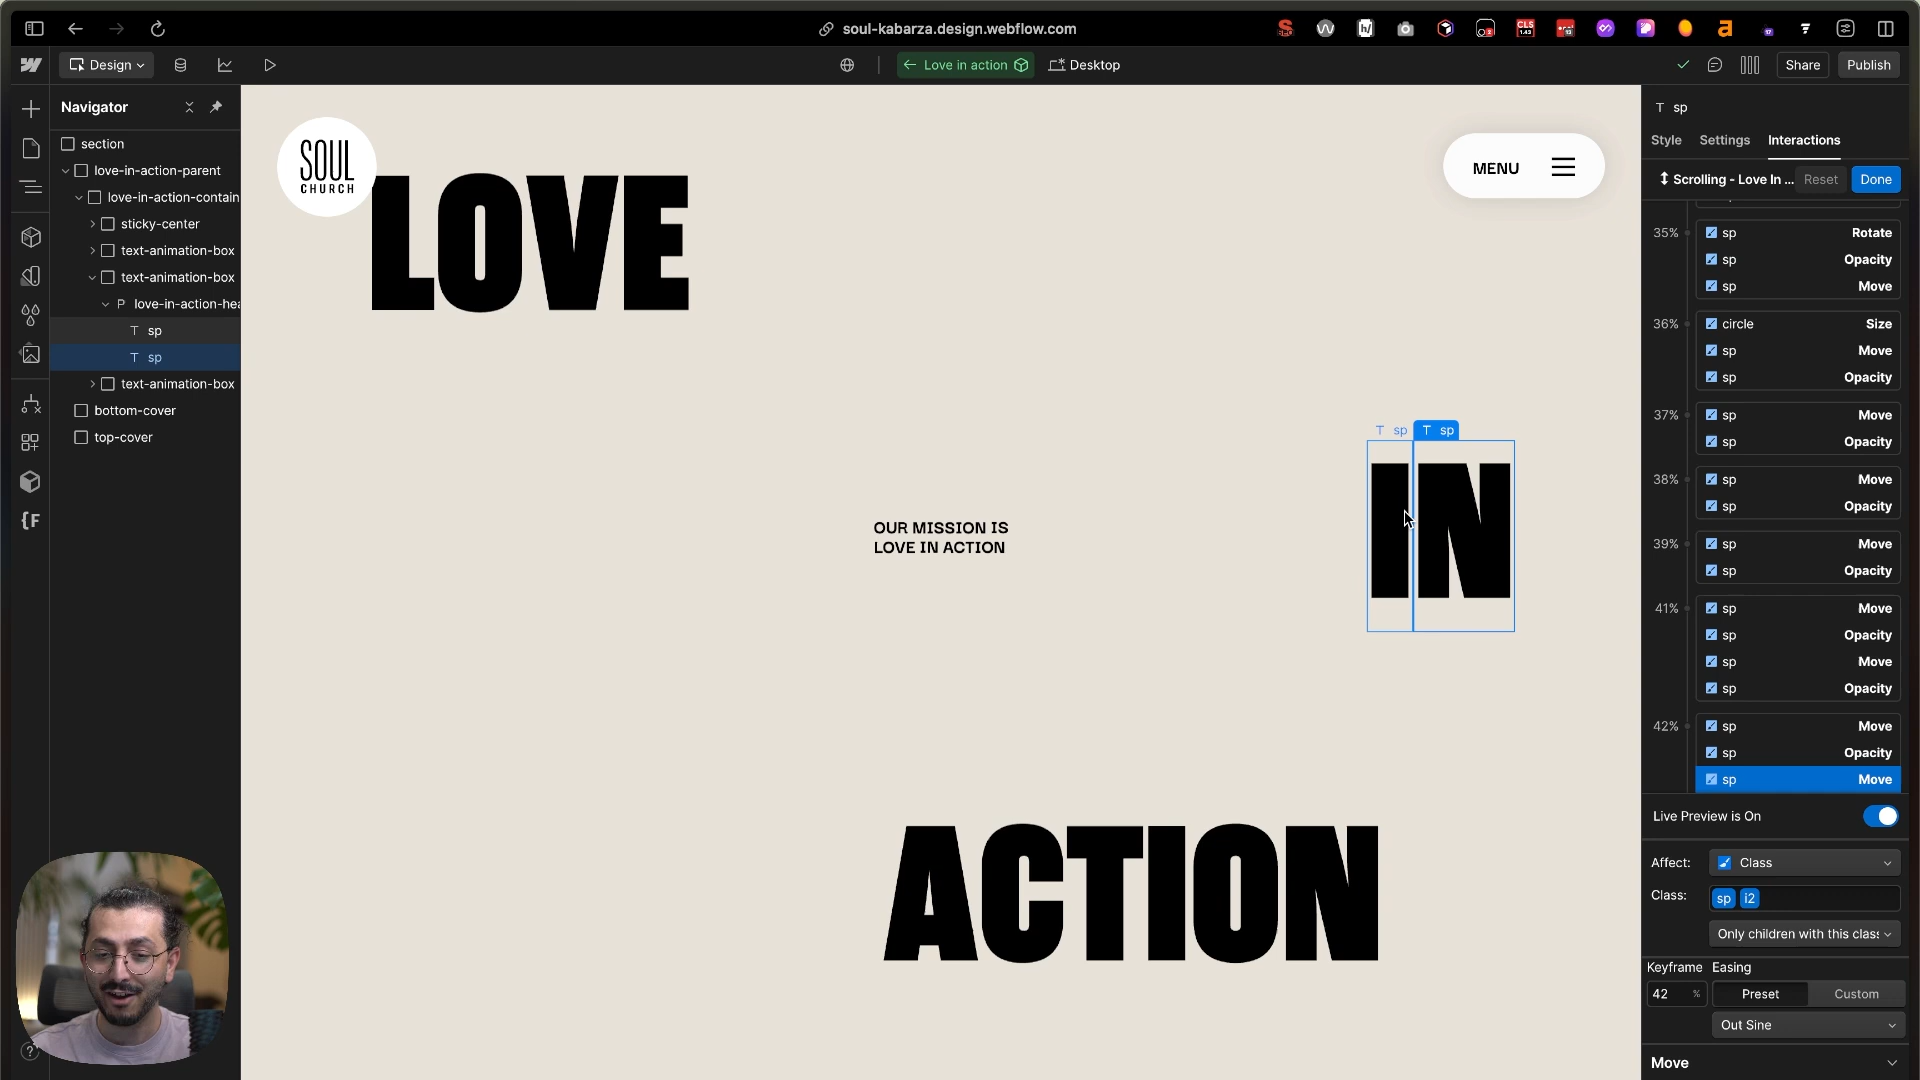 soul-kabarza.design.webflow.com
Design
Love in action
Desktop
Share
Publish
Navigator
section
love-in-action-parent
love-in-action-contain
sticky-center
text-animation-box
text-animation-box
P love-in-action-hea
T sp
T sp
text-animation-box
bottom-cover
top-cover
SOUL
CHURCH
MENU
LOVE
T sp T sp
IN
OUR MISSION IS
LOVE IN ACTION
ACTION
T sp
Style Settings Interactions
Scrolling - Love In ... Reset Done
35% sp Rotate
sp Opacity
sp Move
36% circle Size
sp Move
sp Opacity
37% sp Move
sp Opacity
38% sp Move
sp Opacity
39% sp Move
sp Opacity
41% sp Move
sp Opacity
sp Move
sp Opacity
42% sp Move
sp Opacity
sp Move
Live Preview is On
Affect: Class
Class: sp i2
Only children with this class
Keyframe Easing
42 % Preset Custom
Out Sine
Move